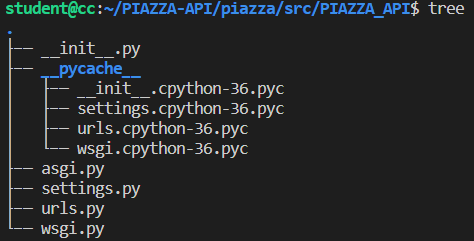 student@cc:~/PIAZZA-API/piazza/src/PIAZZA_API$ tree
.
├── __init__.py
├── __pycache__
│   ├── __init__.cpython-36.pyc
│   ├── settings.cpython-36.pyc
│   ├── urls.cpython-36.pyc
│   └── wsgi.cpython-36.pyc
├── asgi.py
├── settings.py
├── urls.py
└── wsgi.py